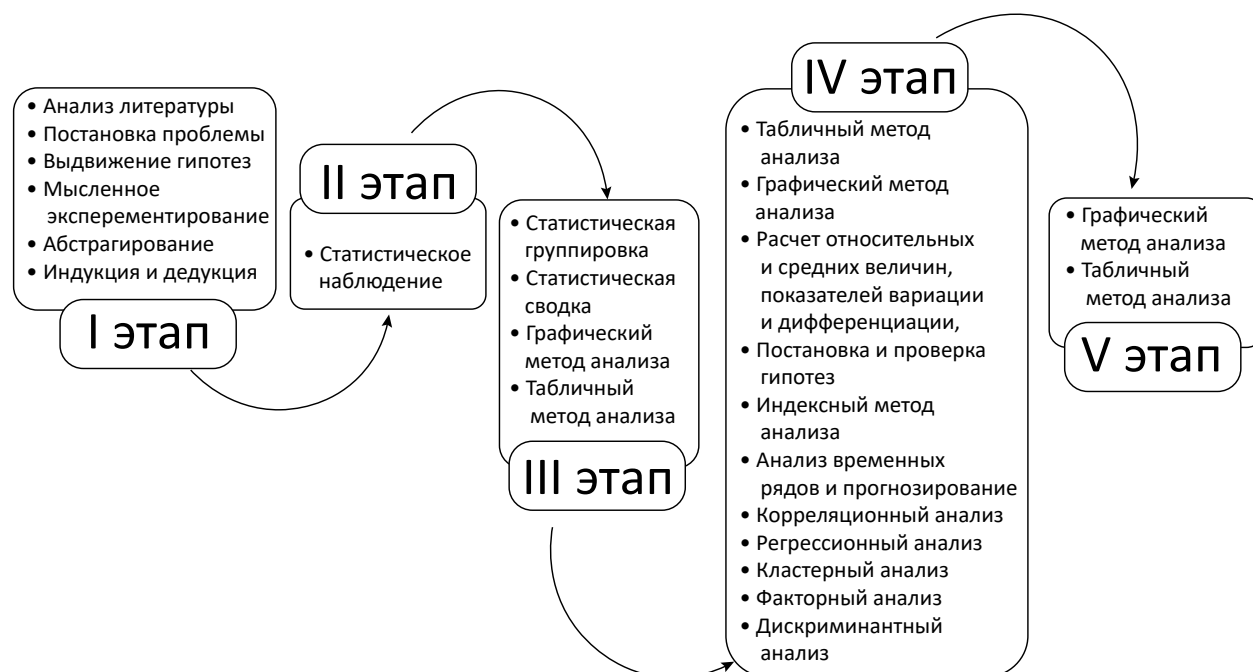 • Анализ литературы
• Постановка проблемы
• Выдвижение гипотез
• Мысленное
эксперементирование
• Абстрагирование
• Индукция и дедукция
I этап
II этап
• Статистическое
наблюдение
• Статистическая
группировка
• Статистическая
сводка
• Графический
метод анализа
• Табличный
метод анализа
III этап
IV этап
• Табличный метод
анализа
• Графический метод
анализа
• Расчет относительных
и средних величин,
показателей вариации
и дифференциации,
• Постановка и проверка
гипотез
• Индексный метод
анализа
• Анализ временных
рядов и прогнозирование
• Корреляционный анализ
• Регрессионный анализ
• Кластерный анализ
• Факторный анализ
• Дискриминантный
анализ
• Графический
метод анализа
• Табличный
метод анализа
V этап